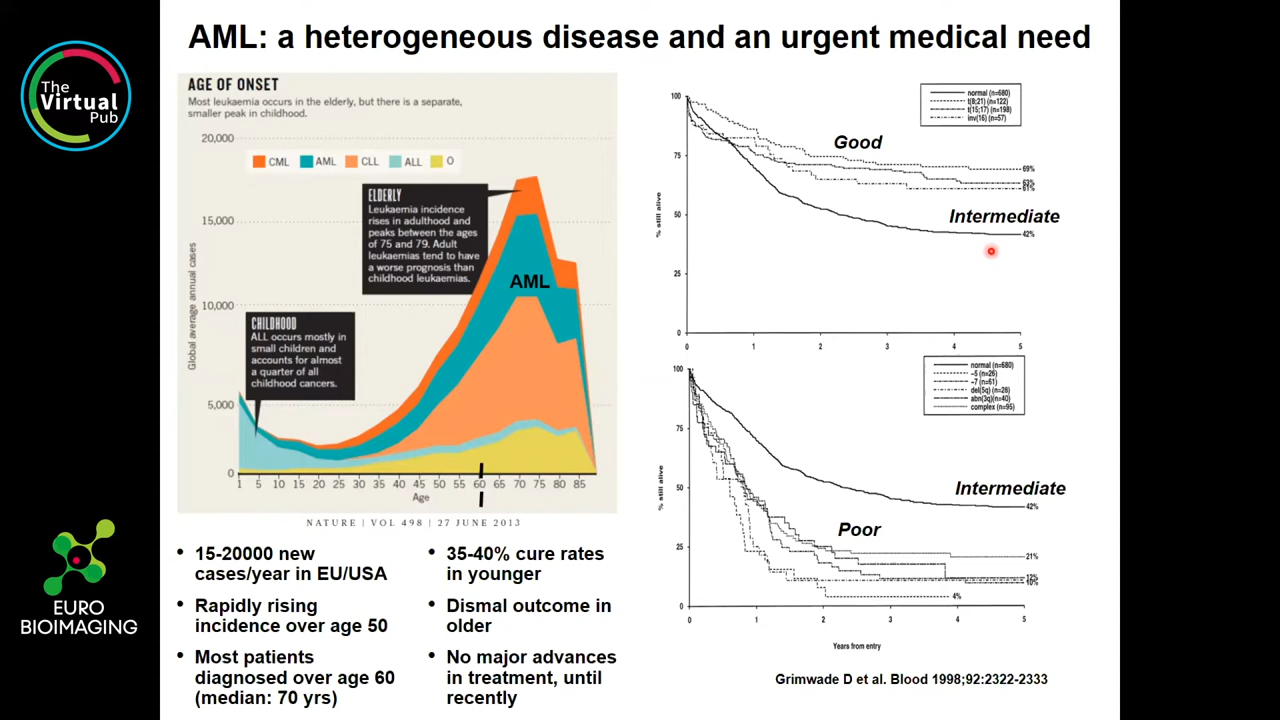 AML: a heterogeneous disease and an urgent medical need
The
Virtual
Pub
AGE OF ONSET
Most leukaemia occurs in the elderly, but there is a separate,
smaller peak in childhood.
20,000
CML AML CLL ALL O
ELDERLY
Leukaemia incidence
rises in adulthood and
peaks between the ages
of 75 and 79. Adult
leukaemias tend to have
a worse prognosis than
childhood leukaemias.
15,000
AML
10,000
CHILDHOOD
ALL occurs mostly in
small children and
accounts for almost
a quarter of all
childhood cancers.
5,000
0
Global average annual cases
1 5 10 15 20 25 30 35 40 45 50 55 60 65 70 75 80 85
Age
NATURE | VOL 498 | 27 JUNE 2013
• 15-20000 new
cases/year in EU/USA
• Rapidly rising
incidence over age 50
• Most patients
diagnosed over age 60
(median: 70 yrs)
• 35-40% cure rates
in younger
• Dismal outcome in
older
• No major advances
in treatment, until
recently
normal (n=680)
t(8;21) (n=122)
t(15;17) (n=198)
inv(16) (n=57)
100
75
50
25
0
% still alive
Good
69%
63%
61%
Intermediate
42%
0 1 2 3 4 5
normal (n=680)
–5 (n=26)
–7 (n=61)
del(5q) (n=28)
abn(3q)(n=40)
complex (n=95)
100
75
50
25
0
% still alive
Intermediate
42%
Poor
21%
12%
10%
4%
0 1 2 3 4 5
Years from entry
Grimwade D et al. Blood 1998;92:2322-2333
EURO
BIOIMAGING